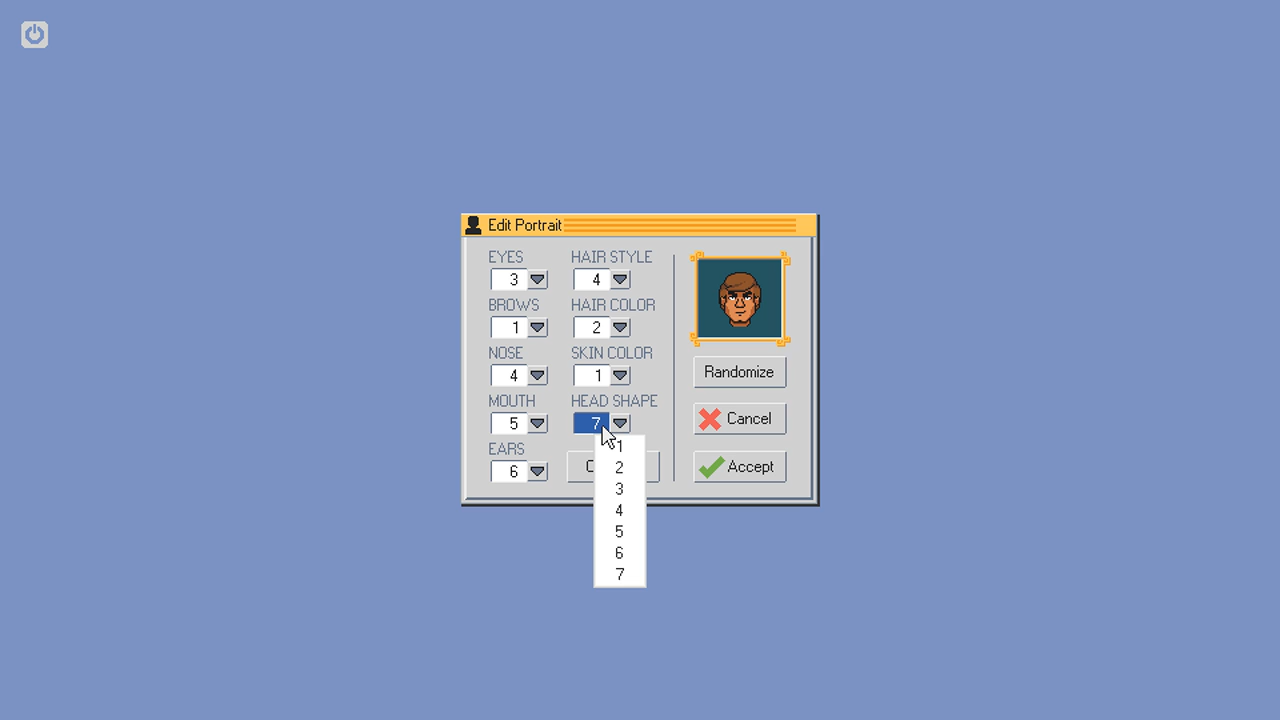 Edit Portrait
EYES
HAIR STYLE
3
4
BROWS
HAIR COLOR
1
2
NOSE
SKIN COLOR
4
1
Randomize
MOUTH
HEAD SHAPE
5
7
Cancel
EARS
6
Accept
1
2
3
4
5
6
7